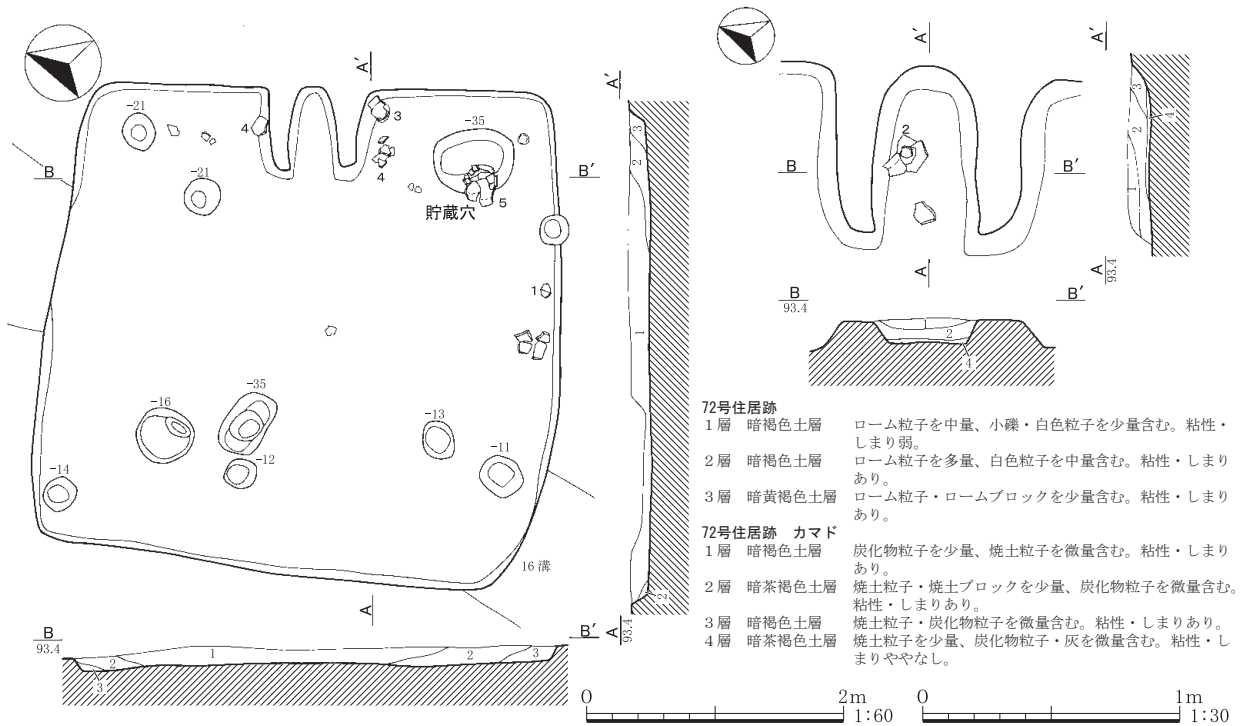 A'
-21
4
3
-35
4
B
B'
-21
貯蔵穴
5
1
-35
-16
-13
-12
-11
-14
16溝
A
A'
3
2
1
2
A
93.4
B
93.4
B'
1
2
2
3
3
A'
2
B
B'
A
A'
3
4
2
1
A
93.4
B
93.4
B'
2
4
72号住居跡
1層 暗褐色土層 ローム粒子を中量、小礫・白色粒子を少量含む。粘性・
しまり弱。
2層 暗褐色土層 ローム粒子を多量、白色粒子を中量含む。粘性・しまり
あり。
3層 暗黄褐色土層 ローム粒子・ロームブロックを少量含む。粘性・しまり
あり。
72号住居跡 カマド
1層 暗褐色土層 炭化物粒子を少量、焼土粒子を微量含む。粘性・しまり
あり。
2層 暗茶褐色土層 焼土粒子・焼土ブロックを少量、炭化物粒子を微量含む。
粘性・しまりあり。
3層 暗褐色土層 焼土粒子・炭化物粒子を微量含む。粘性・しまりあり。
4層 暗茶褐色土層 焼土粒子を少量、炭化物粒子・灰を微量含む。粘性・し
まりややなし。
0 2m
1:60
0 1m
1:30